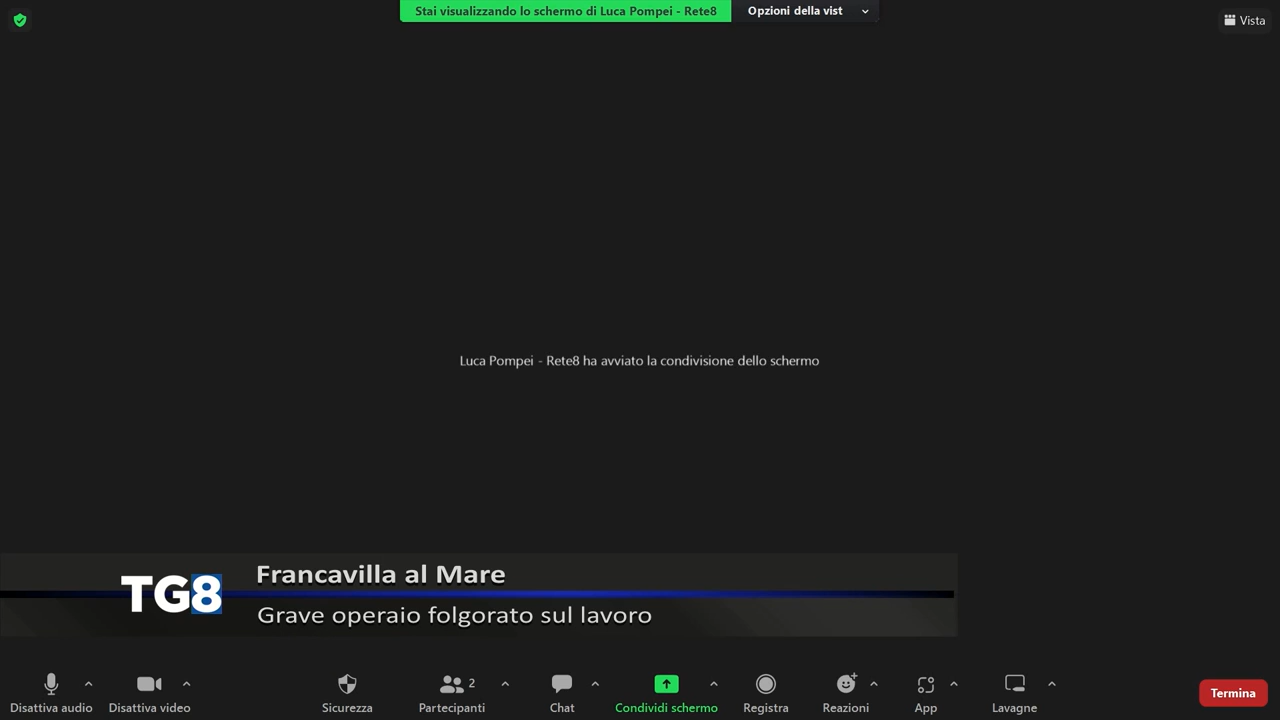 Stai visualizzando lo schermo di Luca Pompei - Rete8
Opzioni della vist
Vista
Luca Pompei - Rete8 ha avviato la condivisione dello schermo
TG8
Francavilla al Mare
Grave operaio folgorato sul lavoro
2
Disattiva audio
Disattiva video
Sicurezza
Partecipanti
Chat
Condividi schermo
Registra
Reazioni
App
Lavagne
Termina